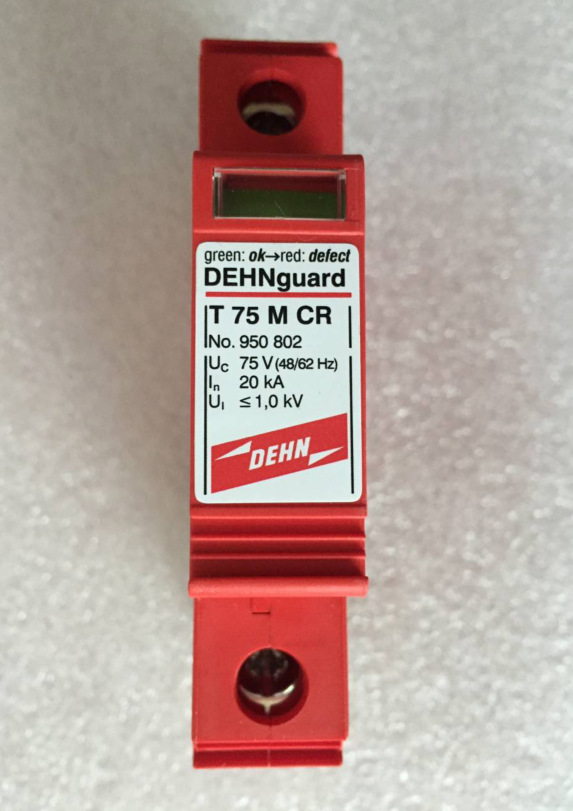 green: ok→red: defect
DEHNguard
T 75 M CR
No. 950 802
Uc 75 V (48/62 Hz)
In 20 kA
Ul ≤ 1,0 kV
DEHN